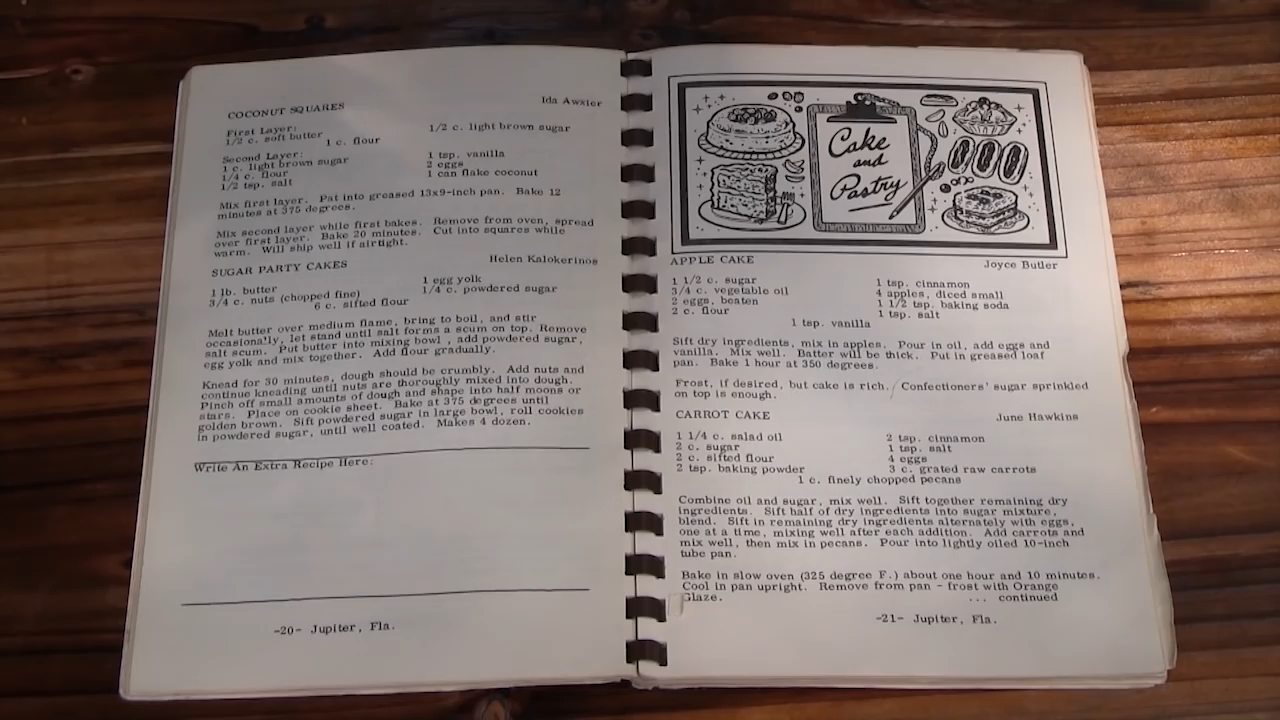 COCONUT SQUARES
Ida Awxier
First Layer:
1/2 c. soft butter
1/2 c. light brown sugar
1 c. flour
Second Layer:
1 c. light brown sugar
1 tsp. vanilla
1/4 c. flour
2 eggs
1/2 tsp. salt
1 can flake coconut
Mix first layer. Pat into greased 13x9-inch pan. Bake 12
minutes at 375 degrees.
Mix second layer while first bakes. Remove from oven, spread
over first layer. Bake 20 minutes. Cut into squares while
warm. Will ship well if airtight.
SUGAR PARTY CAKES
Helen Kalokerinos
1 lb. butter
1 egg yolk
3/4 c. nuts (chopped fine)
1/4 c. powdered sugar
6 c. sifted flour
Melt butter over medium flame, bring to boil, and stir
occasionally, let stand until salt forms a scum on top. Remove
salt scum. Put butter into mixing bowl , add powdered sugar,
egg yolk and mix together. Add flour gradually.
Knead for 30 minutes, dough should be crumbly. Add nuts and
continue kneading until nuts are thoroughly mixed into dough.
Pinch off small amounts of dough and shape into half moons or
stars. Place on cookie sheet. Bake at 375 degrees until
golden brown. Sift powdered sugar in large bowl, roll cookies
in powdered sugar, until well coated. Makes 4 dozen.
Write An Extra Recipe Here:
-20- Jupiter, Fla.
Cake
and
Pastry
APPLE CAKE
Joyce Butler
1 1/2 c. sugar
1 tsp. cinnamon
3/4 c. vegetable oil
4 apples, diced small
2 eggs, beaten
1 1/2 tsp. baking soda
2 c. flour
1 tsp. salt
1 tsp. vanilla
Sift dry ingredients, mix in apples. Pour in oil, add eggs and
vanilla. Mix well. Batter will be thick. Put in greased loaf
pan. Bake 1 hour at 350 degrees.
Frost, if desired, but cake is rich. Confectioners' sugar sprinkled
on top is enough.
CARROT CAKE
June Hawkins
1 1/4 c. salad oil
2 tsp. cinnamon
2 c. sugar
1 tsp. salt
2 c. sifted flour
4 eggs
2 tsp. baking powder
3 c. grated raw carrots
1 c. finely chopped pecans
Combine oil and sugar, mix well. Sift together remaining dry
ingredients. Sift half of dry ingredients into sugar mixture,
blend. Sift in remaining dry ingredients alternately with eggs,
one at a time, mixing well after each addition. Add carrots and
mix well, then mix in pecans. Pour into lightly oiled 10-inch
tube pan.
Bake in slow oven (325 degree F.) about one hour and 10 minutes.
Cool in pan upright. Remove from pan - frost with Orange
Glaze.
... continued
-21- Jupiter, Fla.